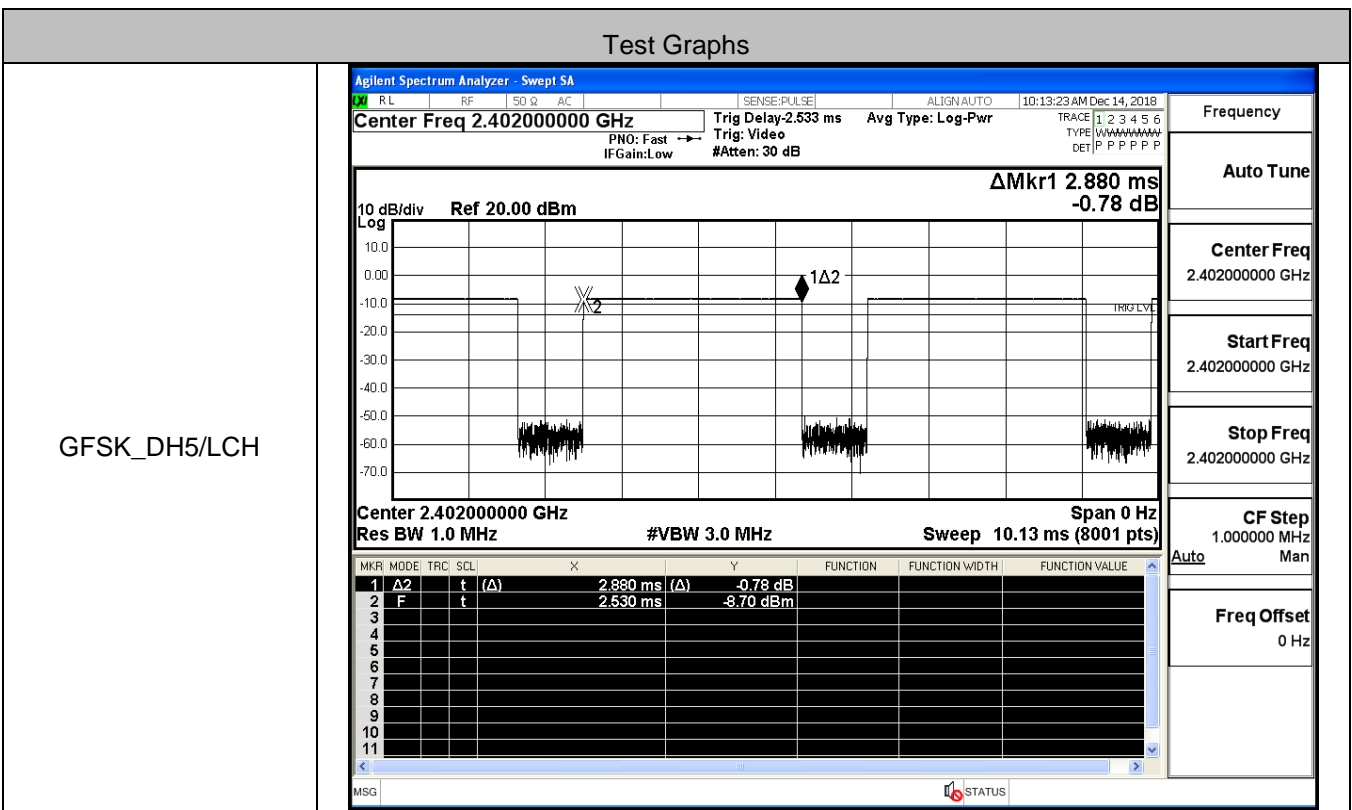 Test Graphs
GFSK_DH5/LCH
Agilent Spectrum Analyzer - Swept SA
LXI RL RF 50 Ω AC SENSE:PULSE ALIGN AUTO 10:13:23 AM Dec 14, 2018
Center Freq 2.402000000 GHz
PNO: Fast
IFGain:Low
Trig Delay-2.533 ms
Trig: Video
#Atten: 30 dB
Avg Type: Log-Pwr
TRACE 1 2 3 4 5 6
TYPE WWWWWW
DET P P P P P P
ΔMkr1 2.880 ms
-0.78 dB
10 dB/div Ref 20.00 dBm
Log
10.0
0.00
-10.0
-20.0
-30.0
-40.0
-50.0
-60.0
-70.0
2
1Δ2
TRIG LVL
Center 2.402000000 GHz Span 0 Hz
Res BW 1.0 MHz #VBW 3.0 MHz Sweep 10.13 ms (8001 pts)
MKR MODE TRC SCL X Y FUNCTION FUNCTION WIDTH FUNCTION VALUE
1 Δ2 t (Δ) 2.880 ms (Δ) -0.78 dB
2 F t 2.530 ms -8.70 dBm
3
4
5
6
7
8
9
10
11
MSG STATUS
Frequency
Auto Tune
Center Freq
2.402000000 GHz
Start Freq
2.402000000 GHz
Stop Freq
2.402000000 GHz
CF Step
1.000000 MHz
Auto Man
Freq Offset
0 Hz